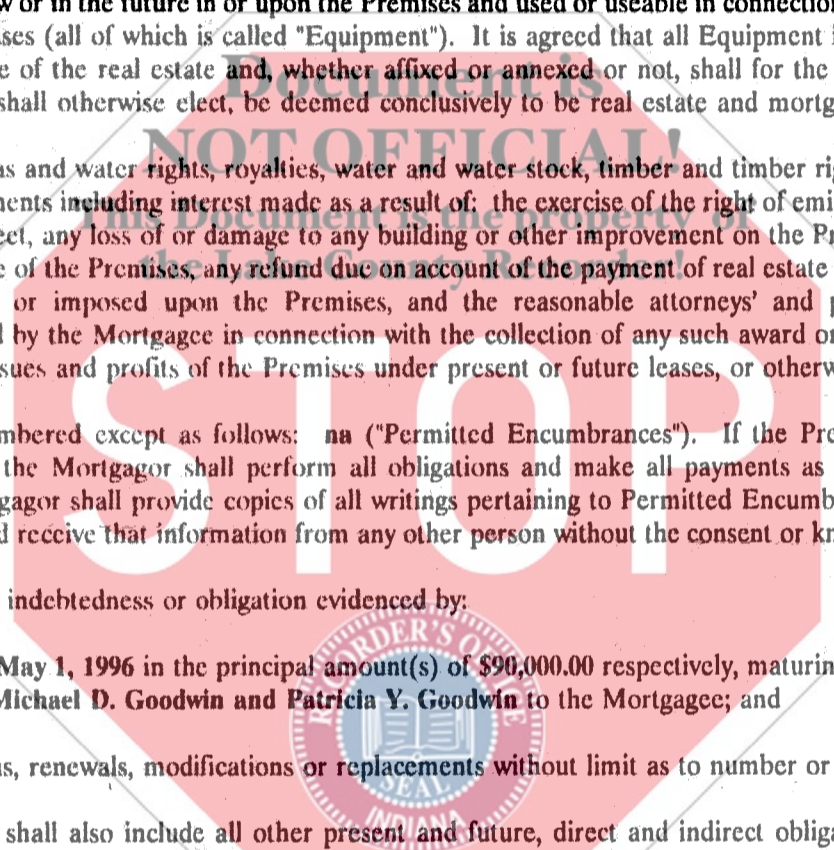 w or in the future in or upon the Premises and used or useable in connection
ses (all of which is called "Equipment"). It is agreed that all Equipment i
e of the real estate and, whether affixed or annexed or not, shall for the
shall otherwise elect, be deemed conclusively to be real estate and mortg
Document is
NOT OFFICIAL!
This Document is the property of
the Lake County Recorder!
as and water rights, royalties, water and water stock, timber and timber rig
nents including interest made as a result of: the exercise of the right of emi
ect, any loss of or damage to any building or other improvement on the Pr
e of the Premises, any refund due on account of the payment of real estate
or imposed upon the Premises, and the reasonable attorneys' and p
d by the Mortgagee in connection with the collection of any such award or
sues and profits of the Premises under present or future leases, or otherw
STOP
mbered except as follows: na ("Permitted Encumbrances"). If the Pre
the Mortgagor shall perform all obligations and make all payments as
gagor shall provide copies of all writings pertaining to Permitted Encumb
d receive that information from any other person without the consent or kn
indebtedness or obligation evidenced by:
May 1, 1996 in the principal amount(s) of $90,000.00 respectively, maturin
Michael D. Goodwin and Patricia Y. Goodwin to the Mortgagee; and
s, renewals, modifications or replacements without limit as to number or
shall also include all other present and future, direct and indirect obliga
RECORDER'S OFFICE
SEAL
INDIANA